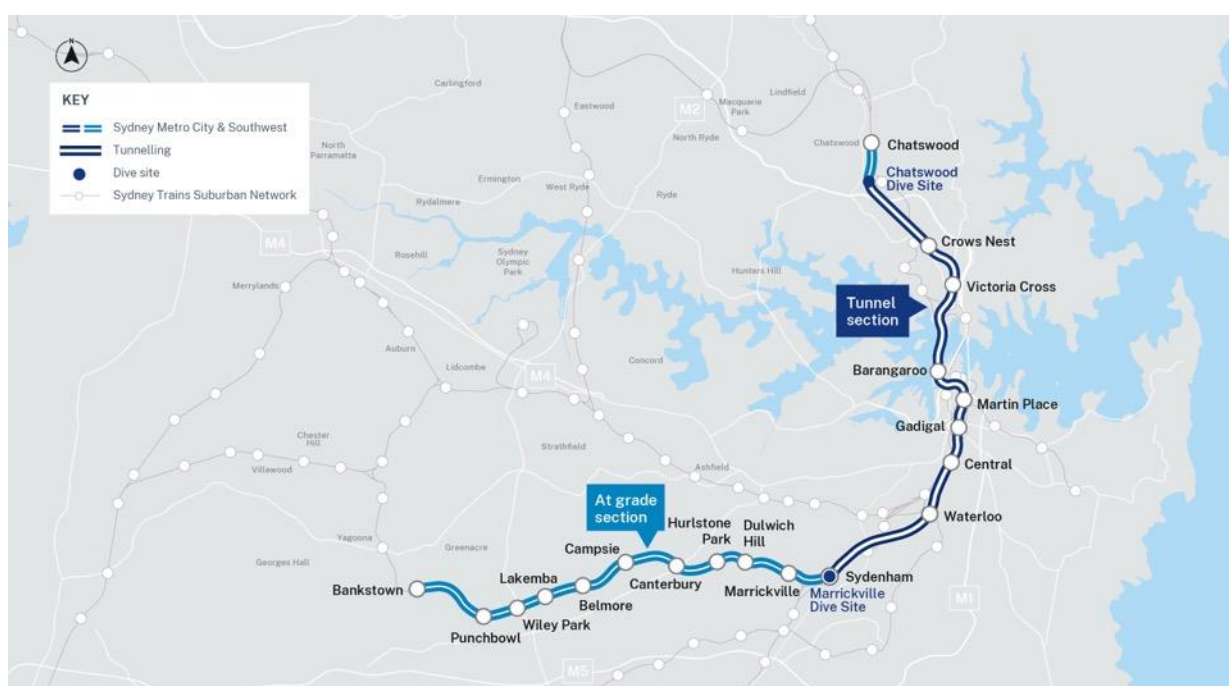 KEY
Sydney Metro City & Southwest
Tunnelling
Dive site
Sydney Trains Suburban Network
Carlingford
Eastwood
M2
Macquarie
Park
Lindfield
North Ryde
Chatswood
Chatswood
Chatswood
Dive Site
North
Parramatta
Ermington
West Ryde
Ryde
Rydalmere
M4
Rosehill
Sydney
Olympic
Park
Hunters Hill
Crows Nest
Victoria Cross
Tunnel
section
Merrylands
Auburn
Lidcombe
M4
Concord
Barangaroo
Martin Place
Gadigal
Central
Chester
Hill
Villawood
Strathfield
Ashfield
Waterloo
At grade
section
Yagoona
Georges Hall
Greenacre
Bankstown
Punchbowl
Wiley Park
Lakemba
Belmore
Campsie
Canterbury
Hurlstone
Park
Dulwich
Hill
Marrickville
Sydenham
Marrickville
Dive Site
M1
M5